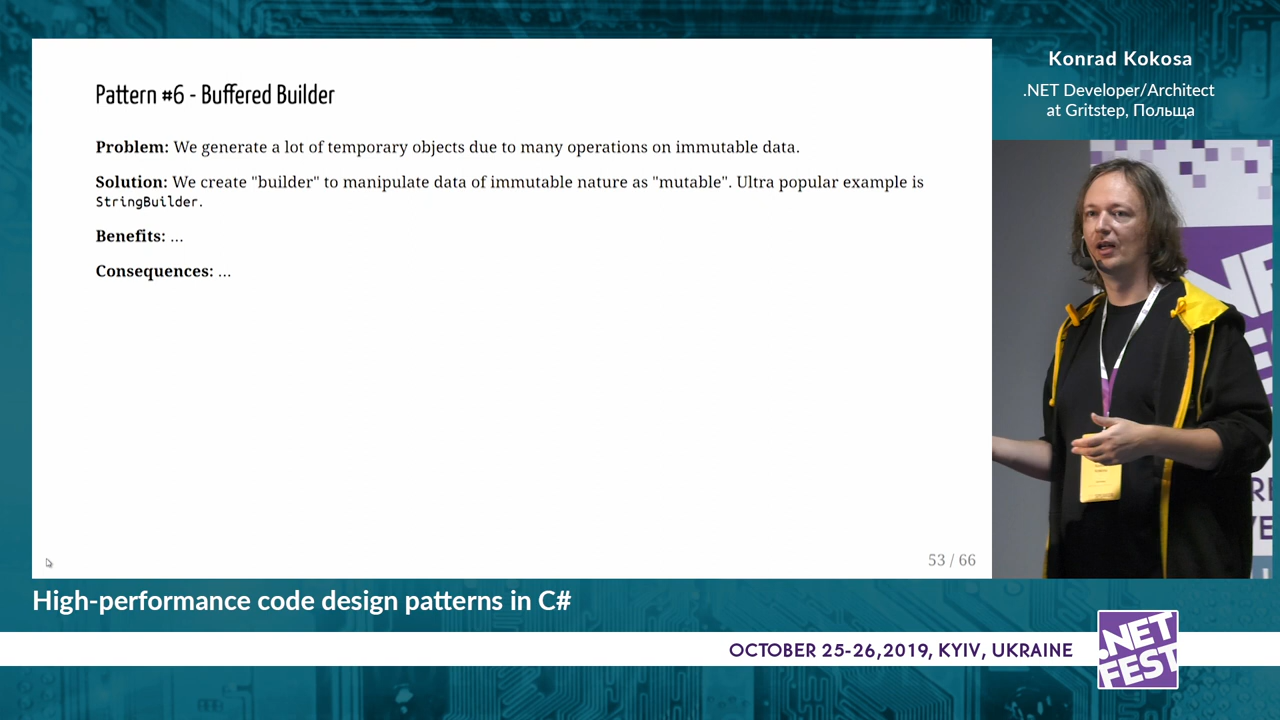 Pattern #6 - Buffered Builder
Problem: We generate a lot of temporary objects due to many operations on immutable data.
Solution: We create "builder" to manipulate data of immutable nature as "mutable". Ultra popular example is
StringBuilder.
Benefits: ...
Consequences: ...
53 / 66
Konrad Kokosa
.NET Developer/Architect
at Gritstep, Польща
High-performance code design patterns in C#
OCTOBER 25-26,2019, KYIV, UKRAINE
.NET
FEST